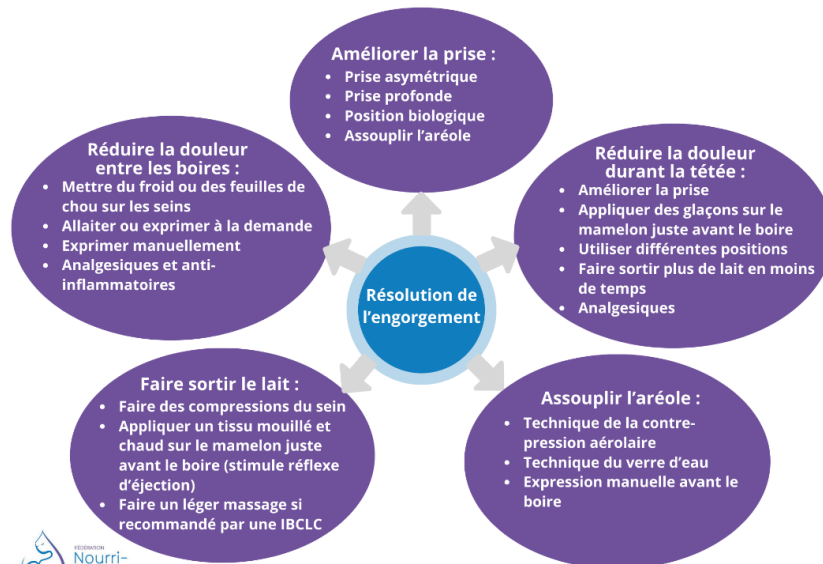 Améliorer la prise :
• Prise asymétrique
• Prise profonde
• Position biologique
• Assouplir l'aréole
Réduire la douleur
entre les boires :
• Mettre du froid ou des feuilles de
chou sur les seins
• Allaiter ou exprimer à la demande
• Exprimer manuellement
• Analgesiques et anti-
inflammatoires
Réduire la douleur
durant la tétée :
• Améliorer la prise
• Appliquer des glaçons sur le
mamelon juste avant le boire
• Utiliser différentes positions
• Faire sortir plus de lait en moins
de temps
• Analgesiques
Résolution de
l'engorgement
Faire sortir le lait :
• Faire des compressions du sein
• Appliquer un tissu mouillé et
chaud sur le mamelon juste
avant le boire (stimule réflexe
d'éjection)
• Faire un léger massage si
recommandé par une IBCLC
Assouplir l'aréole :
• Technique de la contre-
pression aérolaire
• Technique du verre d'eau
• Expression manuelle avant le
boire
FÉDÉRATION
Nourri-